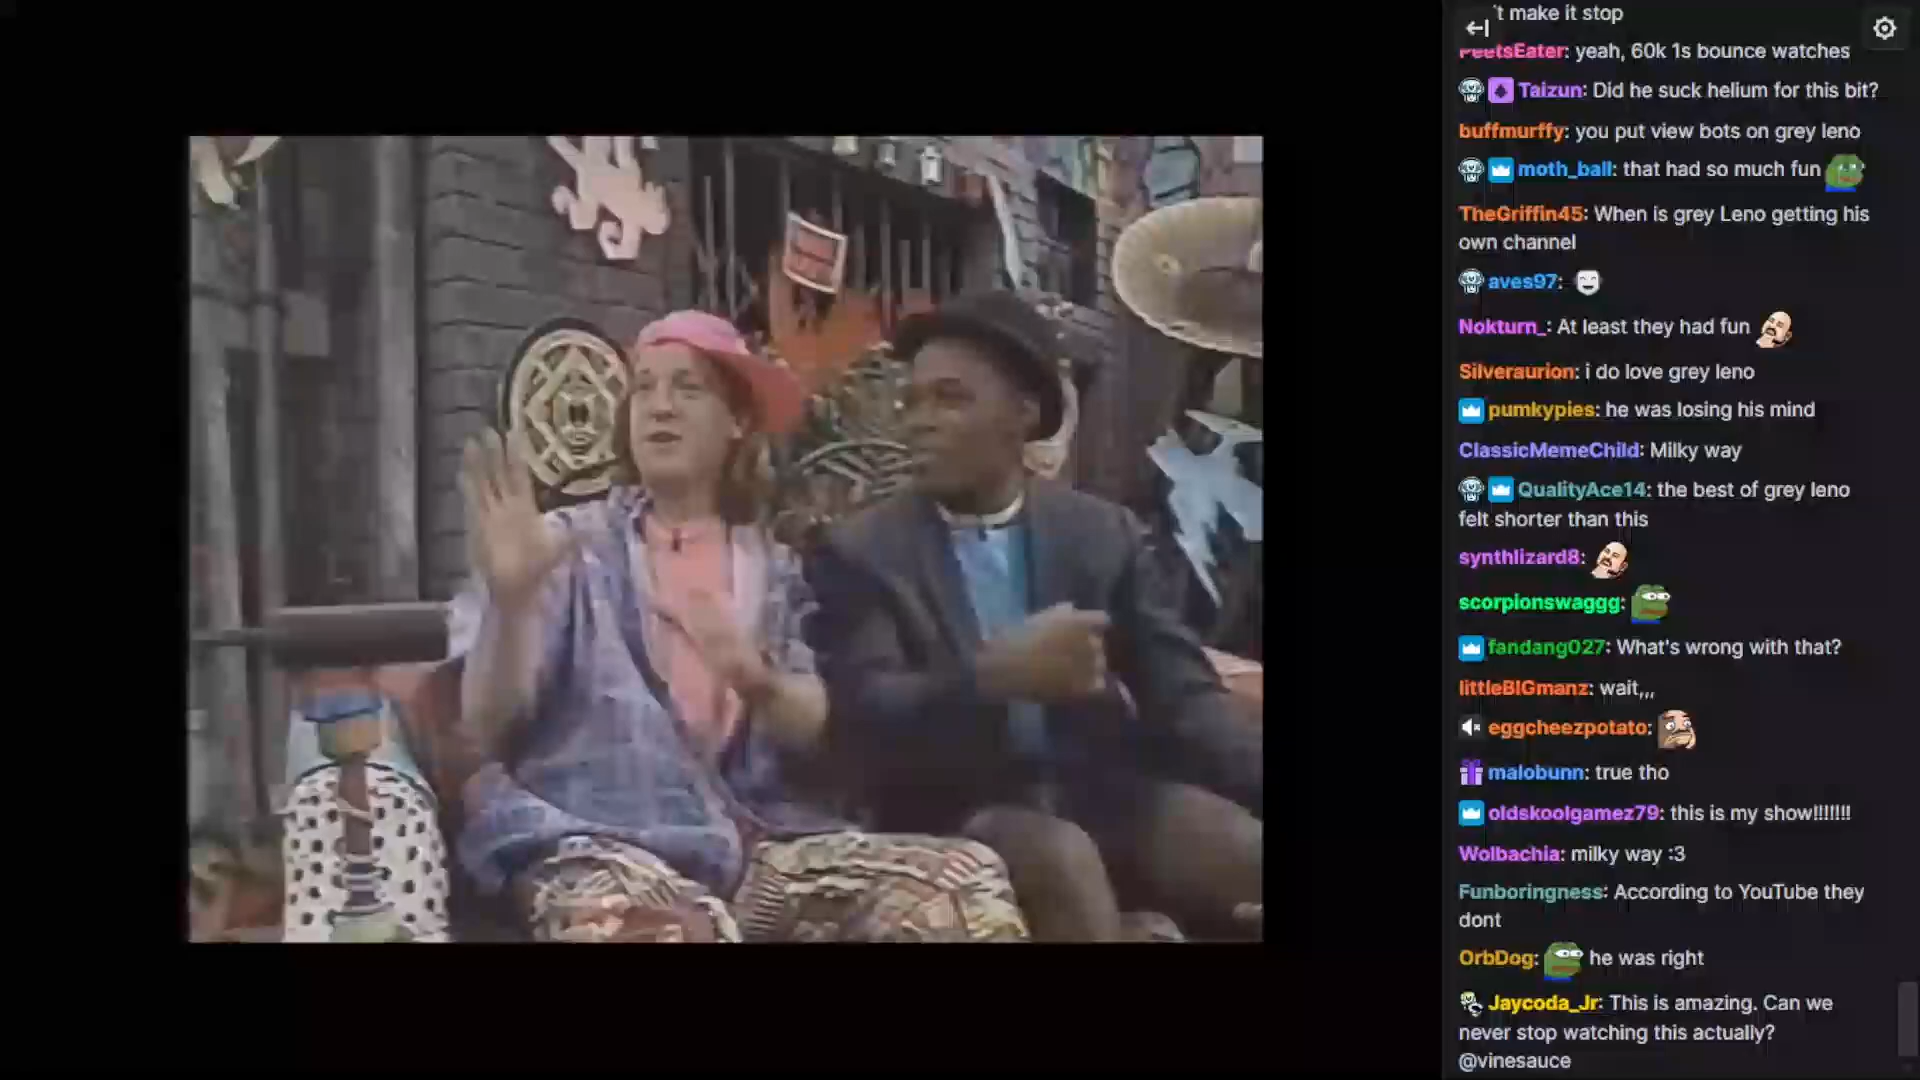 't make it stop
PeetsEater: yeah, 60k 1s bounce watches
Taizun: Did he suck helium for this bit?
buffmurffy: you put view bots on grey leno
moth_ball: that had so much fun
TheGriffin45: When is grey Leno getting his
own channel
aves97:
Nokturn_: At least they had fun
Silveraurion: i do love grey leno
pumkypies: he was losing his mind
ClassicMemeChild: Milky way
QualityAce14: the best of grey leno
felt shorter than this
synthlizard8:
scorpionswaggg:
fandang027: What's wrong with that?
littleBIGmanz: wait,,,
eggcheezpotato:
malobunn: true tho
oldskoolgamez79: this is my show!!!!!!!
Wolbachia: milky way :3
Funboringness: According to YouTube they
dont
OrbDog: he was right
Jaycoda_Jr: This is amazing. Can we
never stop watching this actually?
@vinesauce